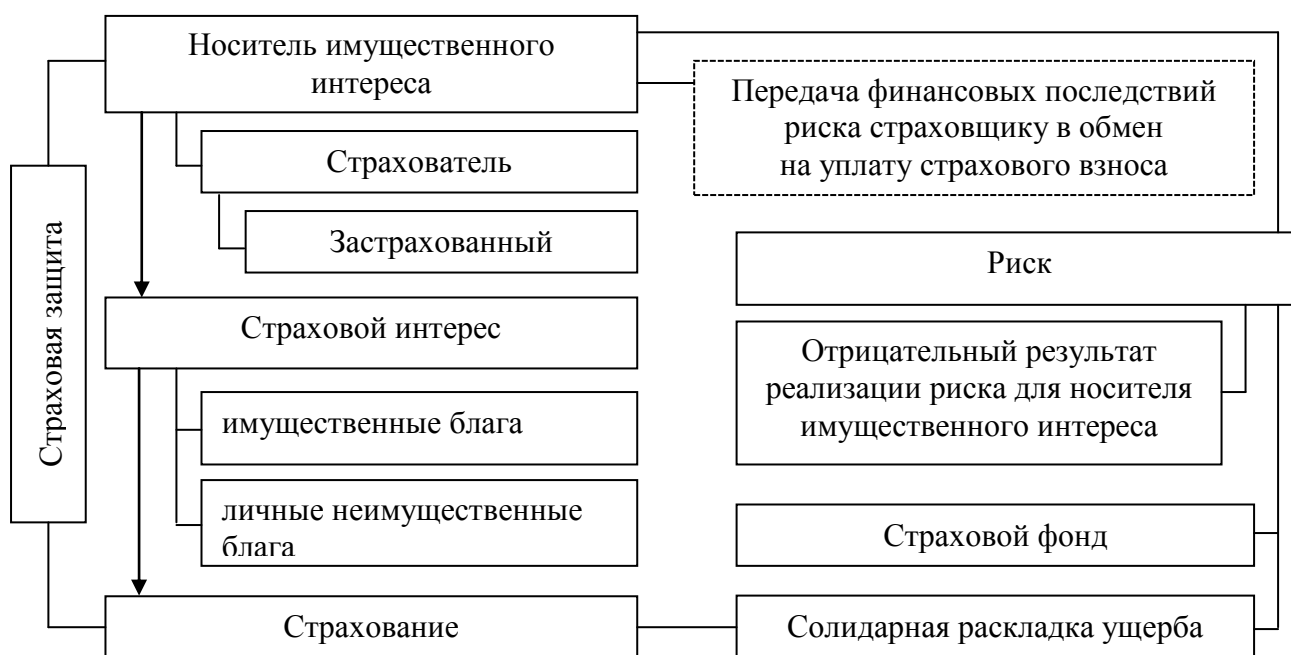 Носитель имущественного
интереса
Передача финансовых последствий
риска страховщику в обмен
на уплату страхового взноса
Страхователь
Застрахованный
Риск
Страховая защита
Страховой интерес
Отрицательный результат
реализации риска для носителя
имущественного интереса
имущественные блага
личные неимущественные
блага
Страховой фонд
Страхование
Солидарная раскладка ущерба